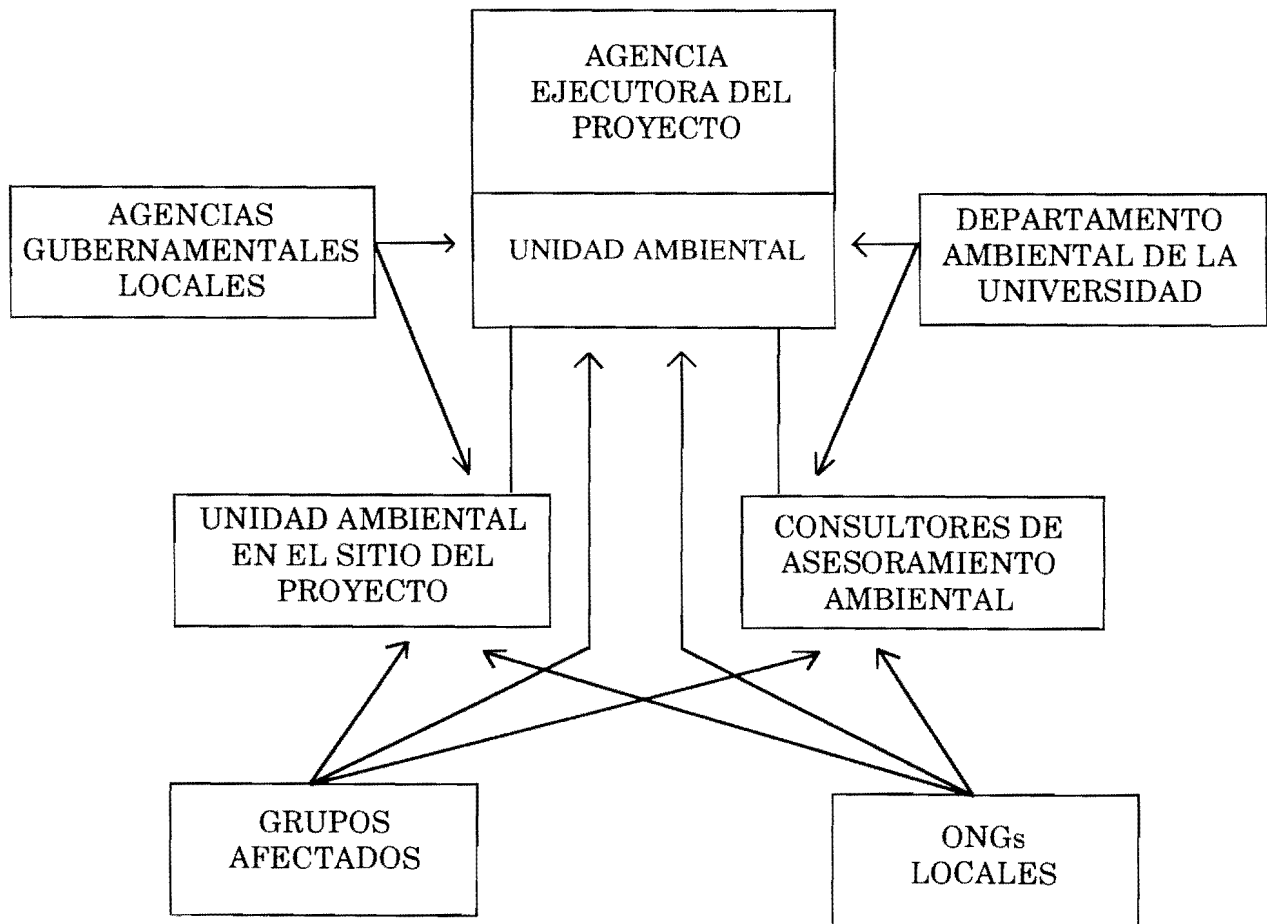 AGENCIA
EJECUTORA DEL
PROYECTO
AGENCIAS
GUBERNAMENTALES
LOCALES
UNIDAD AMBIENTAL
DEPARTAMENTO
AMBIENTAL DE LA
UNIVERSIDAD
UNIDAD AMBIENTAL
EN EL SITIO DEL
PROYECTO
CONSULTORES DE
ASESORAMIENTO
AMBIENTAL
GRUPOS
AFECTADOS
ONGs
LOCALES